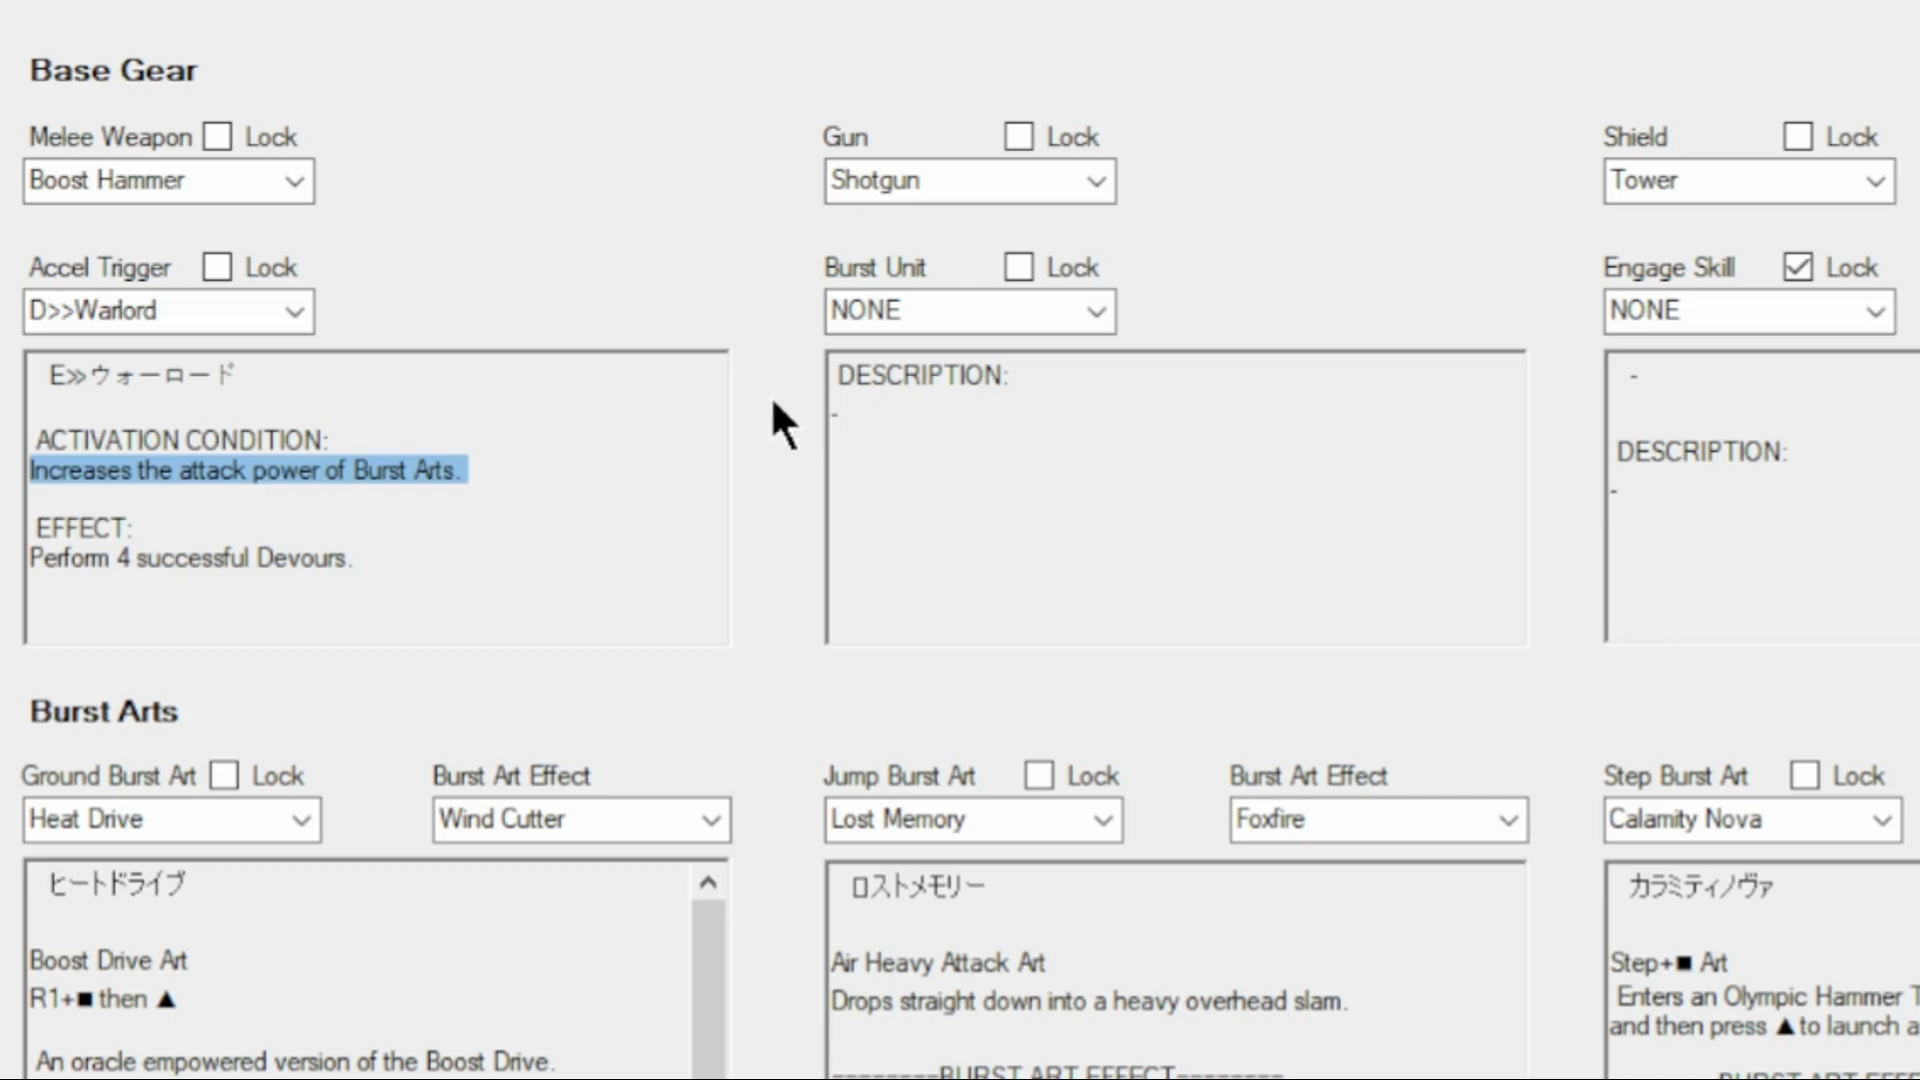 Base Gear
Melee Weapon Lock
Gun Lock
Shield Lock
Boost Hammer
Shotgun
Tower
Accel Trigger Lock
Burst Unit Lock
Engage Skill Lock
D>>Warlord
NONE
NONE
E≫ウォーロード
ACTIVATION CONDITION:
Increases the attack power of Burst Arts.
EFFECT:
Perform 4 successful Devours.
DESCRIPTION:
-
-
DESCRIPTION:
-
Burst Arts
Ground Burst Art Lock
Burst Art Effect
Jump Burst Art Lock
Burst Art Effect
Step Burst Art Lock
Heat Drive
Wind Cutter
Lost Memory
Foxfire
Calamity Nova
ヒートドライブ
Boost Drive Art
R1+■ then ▲
An oracle empowered version of the Boost Drive.
ロストメモリー
Air Heavy Attack Art
Drops straight down into a heavy overhead slam.
--------BURST ART EFFECT--------
カラミティノヴァ
Step+■ Art
Enters an Olympic Hammer T
and then press ▲ to launch a